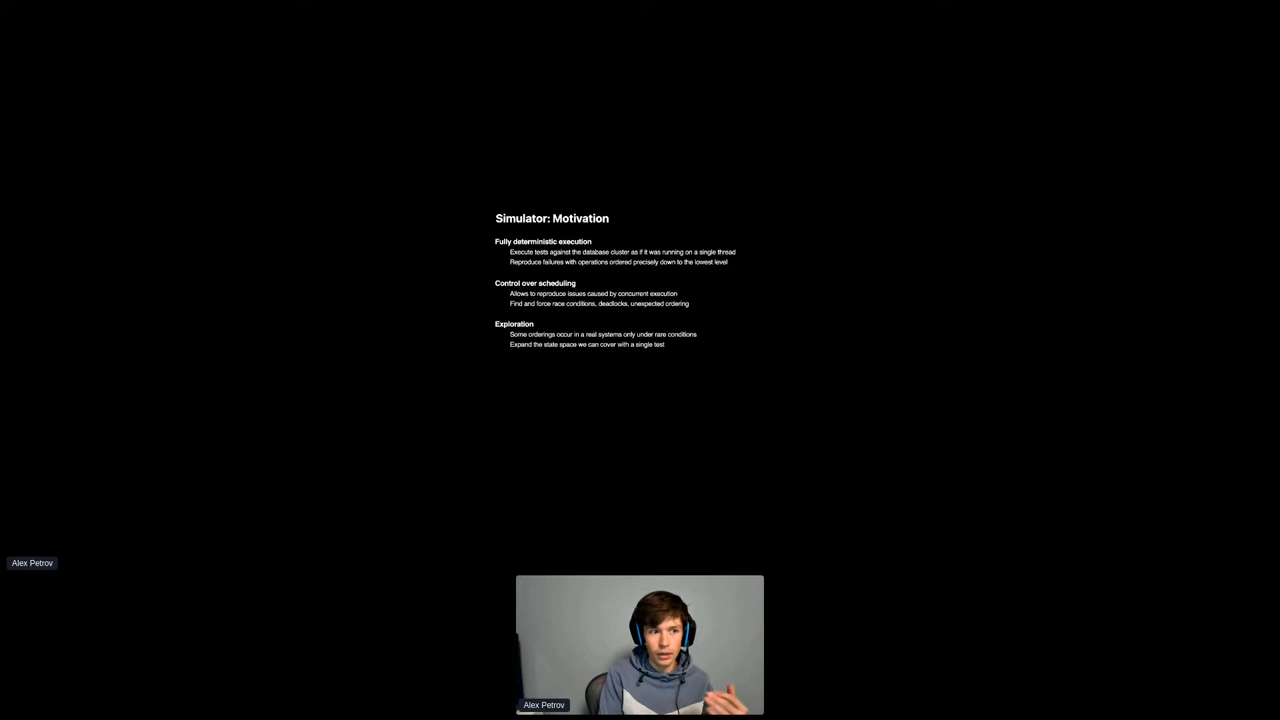 Simulator: Motivation
Fully deterministic execution
Execute tests against the database cluster as if it was running on a single thread
Reproduce failures with operations ordered precisely down to the lowest level
Control over scheduling
Allows to reproduce issues caused by concurrent execution
Find and force race conditions, deadlocks, unexpected ordering
Exploration
Some orderings occur in a real systems only under rare conditions
Expand the state space we can cover with a single test
Alex Petrov
Alex Petrov